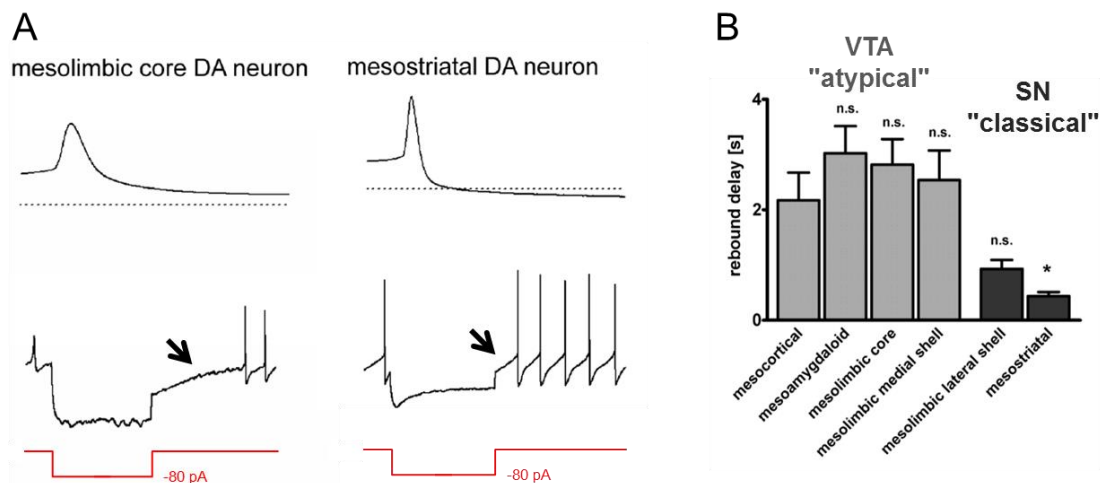 A
mesolimbic core DA neuron
mesostriatal DA neuron
-80 pA
-80 pA
B
VTA
"atypical"
SN
"classical"
rebound delay [s]
4
2
0
n.s.
n.s.
n.s.
n.s.
*
mesocortical
mesoamygdaloid
mesolimbic core
mesolimbic medial shell
mesolimbic lateral shell
mesostriatal